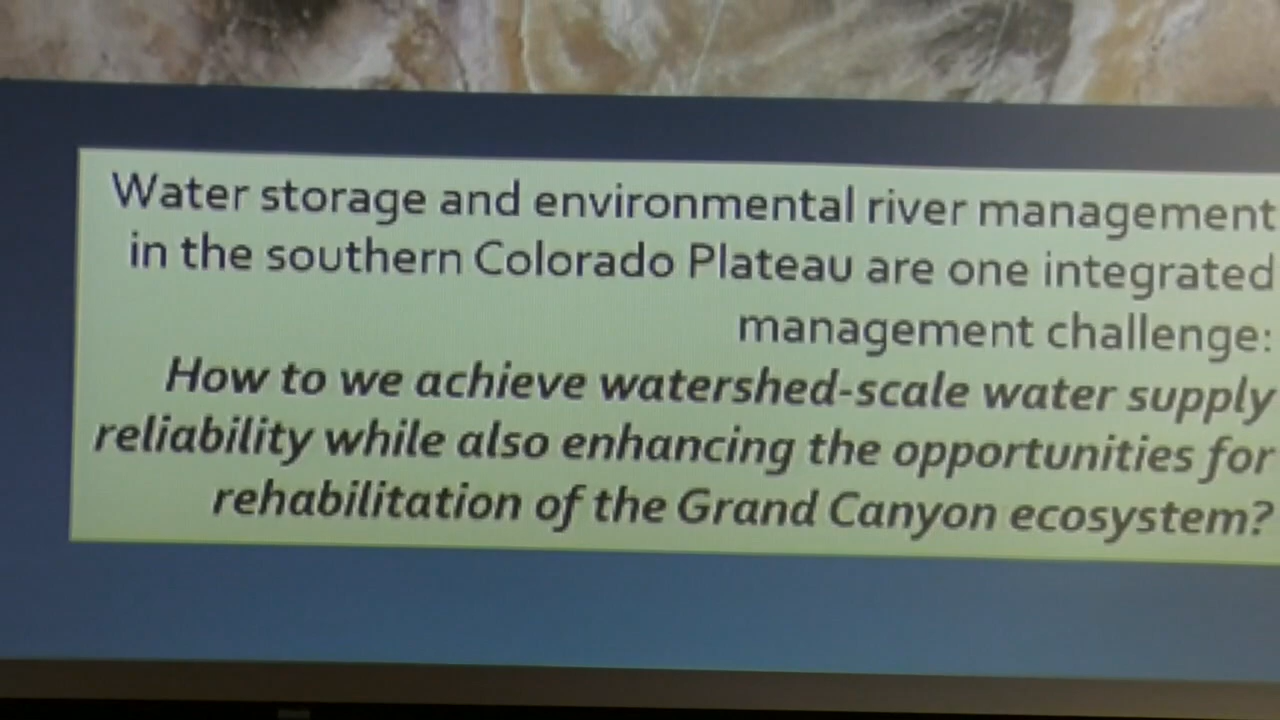 Water storage and environmental river management
in the southern Colorado Plateau are one integrated
management challenge:
How to we achieve watershed-scale water supply
reliability while also enhancing the opportunities for
rehabilitation of the Grand Canyon ecosystem?